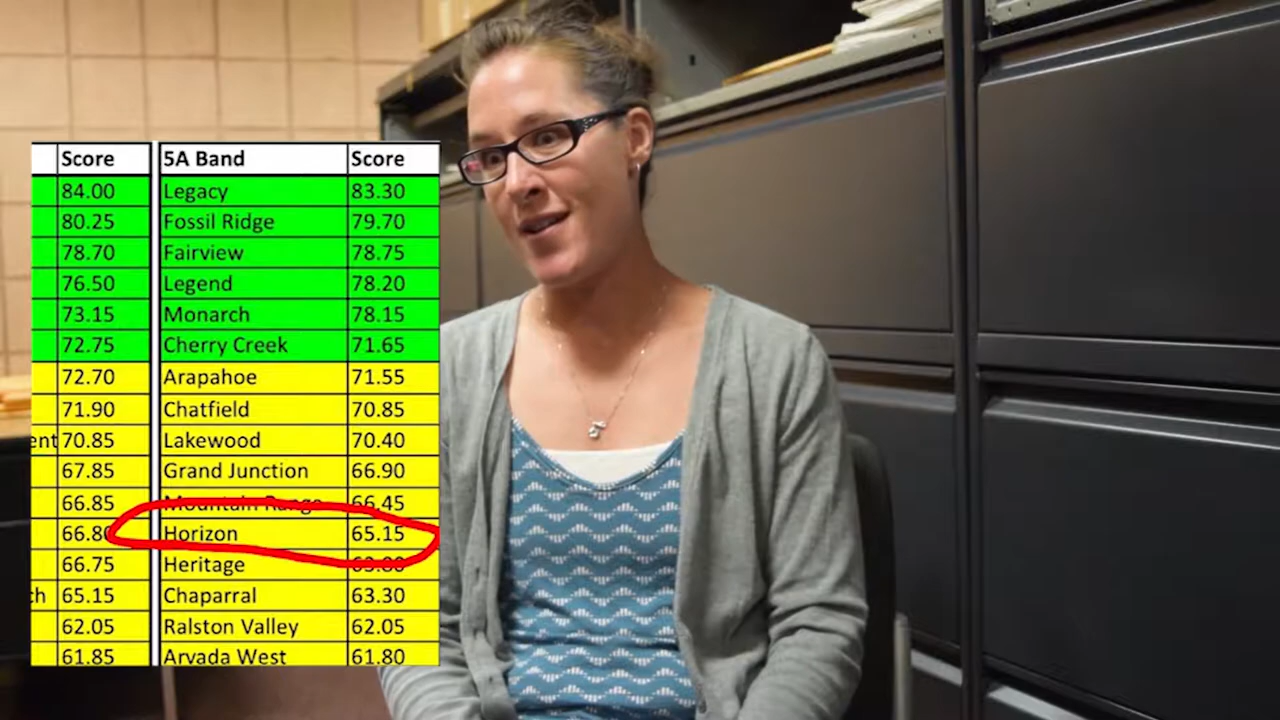 Score 5A Band Score
84.00 Legacy 83.30
80.25 Fossil Ridge 79.70
78.70 Fairview 78.75
76.50 Legend 78.20
73.15 Monarch 78.15
72.75 Cherry Creek 71.65
72.70 Arapahoe 71.55
71.90 Chatfield 70.85
ent 70.85 Lakewood 70.40
67.85 Grand Junction 66.90
66.85 Mountain Range 66.45
Horizon 65.15
66.75 Heritage
65.15 Chaparral 63.30
62.05 Ralston Valley 62.05
61.85 Arvada West 61.80